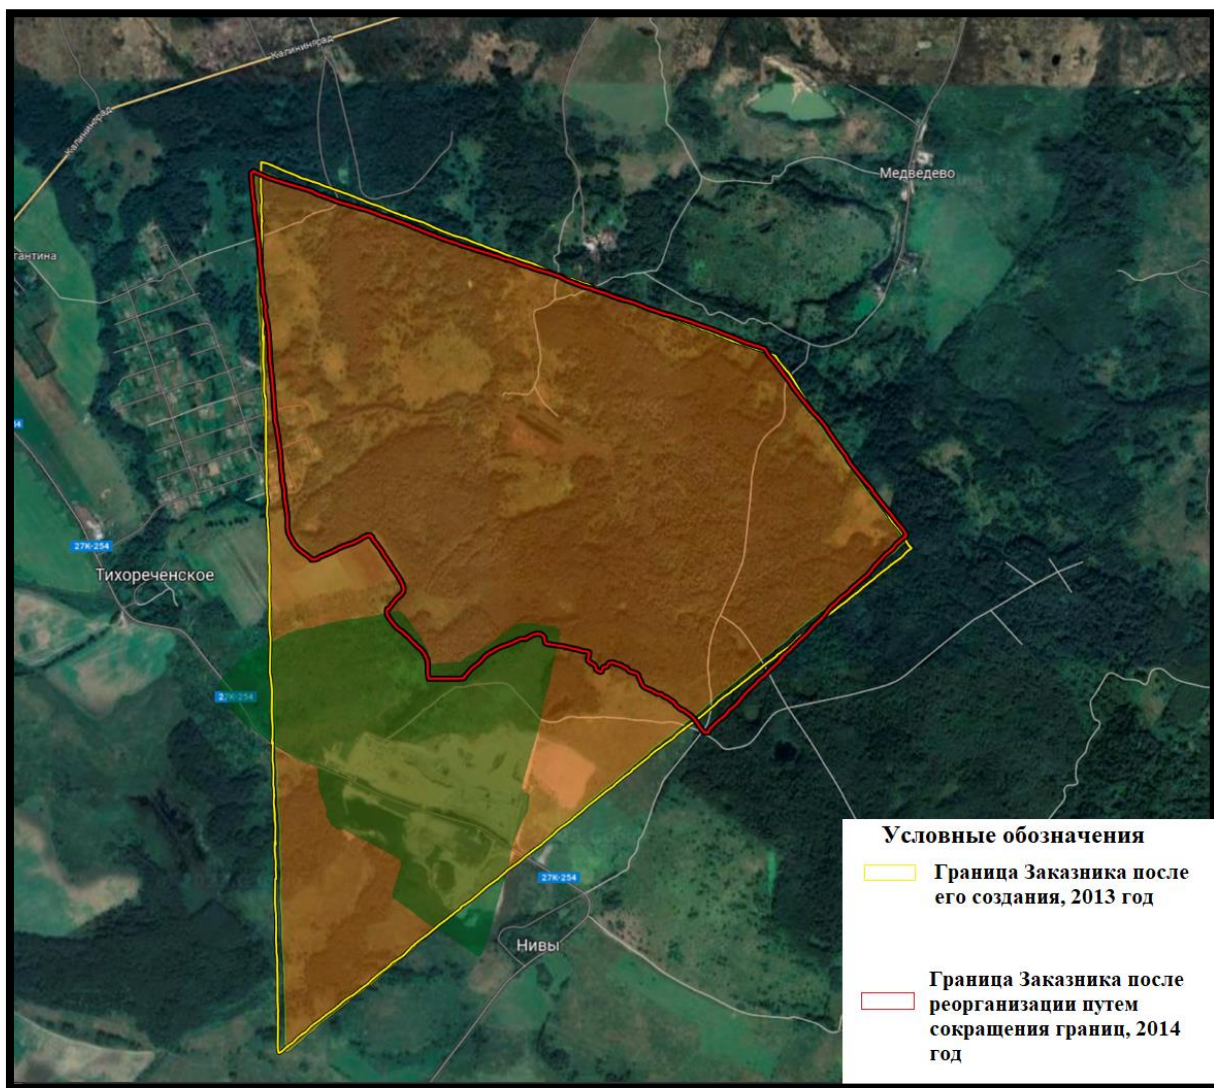 Калининград
Калининград
Медведево
гантина
27К-254
Тихореченское
27К-254
27К-254
Нивы
Условные обозначения
Граница Заказника после
его создания, 2013 год
Граница Заказника после
реорганизации путем
сокращения границ, 2014
год